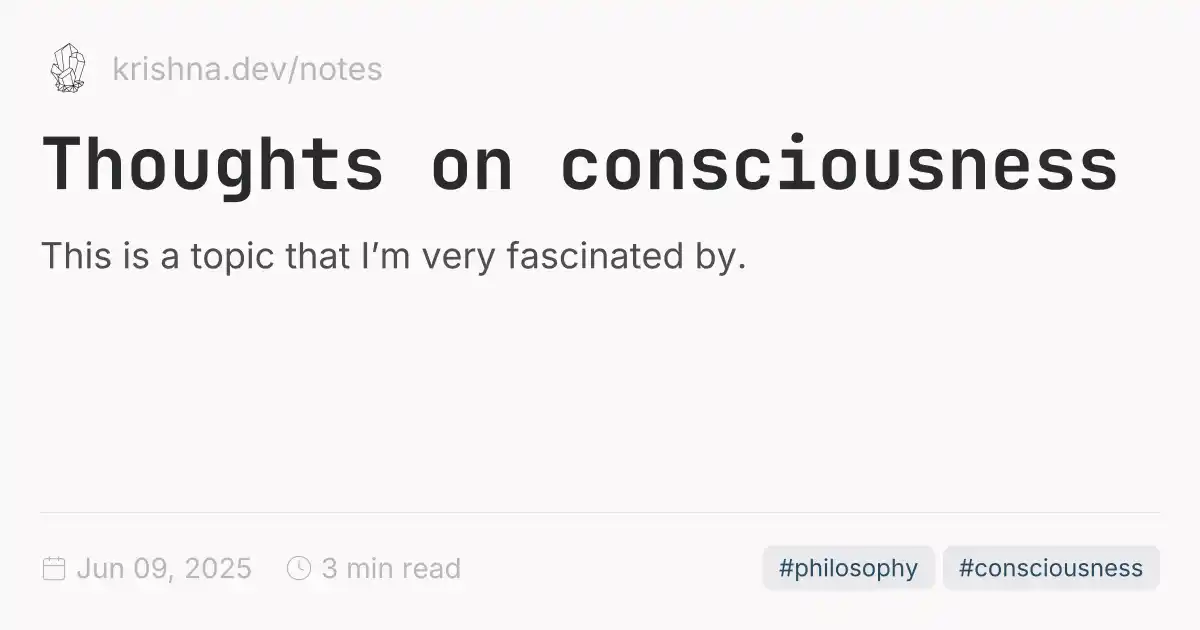 krishna.dev/notes
Thoughts on consciousness
This is a topic that I’m very fascinated by.
Jun 09, 2025 3 min read #philosophy #consciousness